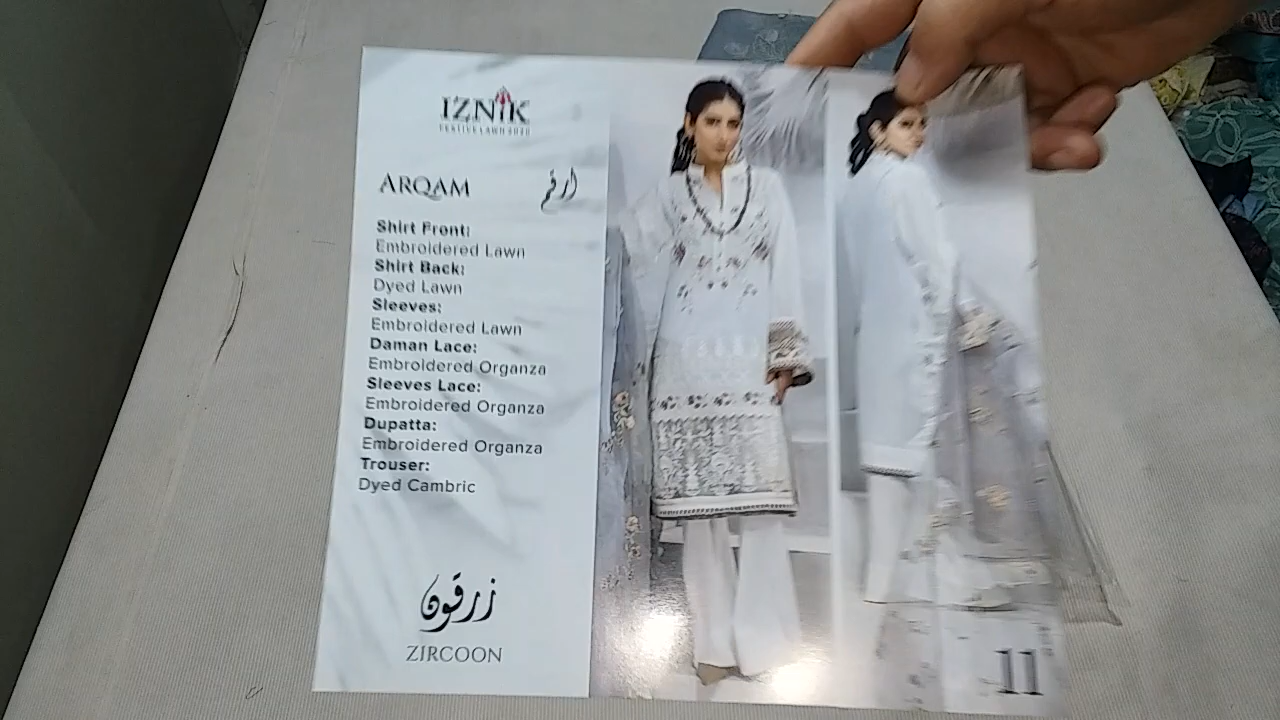 IZNIK
FESTIVE LAWN 2020
ARQAM
ارقم
Shirt Front:
Embroidered Lawn
Shirt Back:
Dyed Lawn
Sleeves:
Embroidered Lawn
Daman Lace:
Embroidered Organza
Sleeves Lace:
Embroidered Organza
Dupatta:
Embroidered Organza
Trouser:
Dyed Cambric
زرقون
ZIRCOON
11